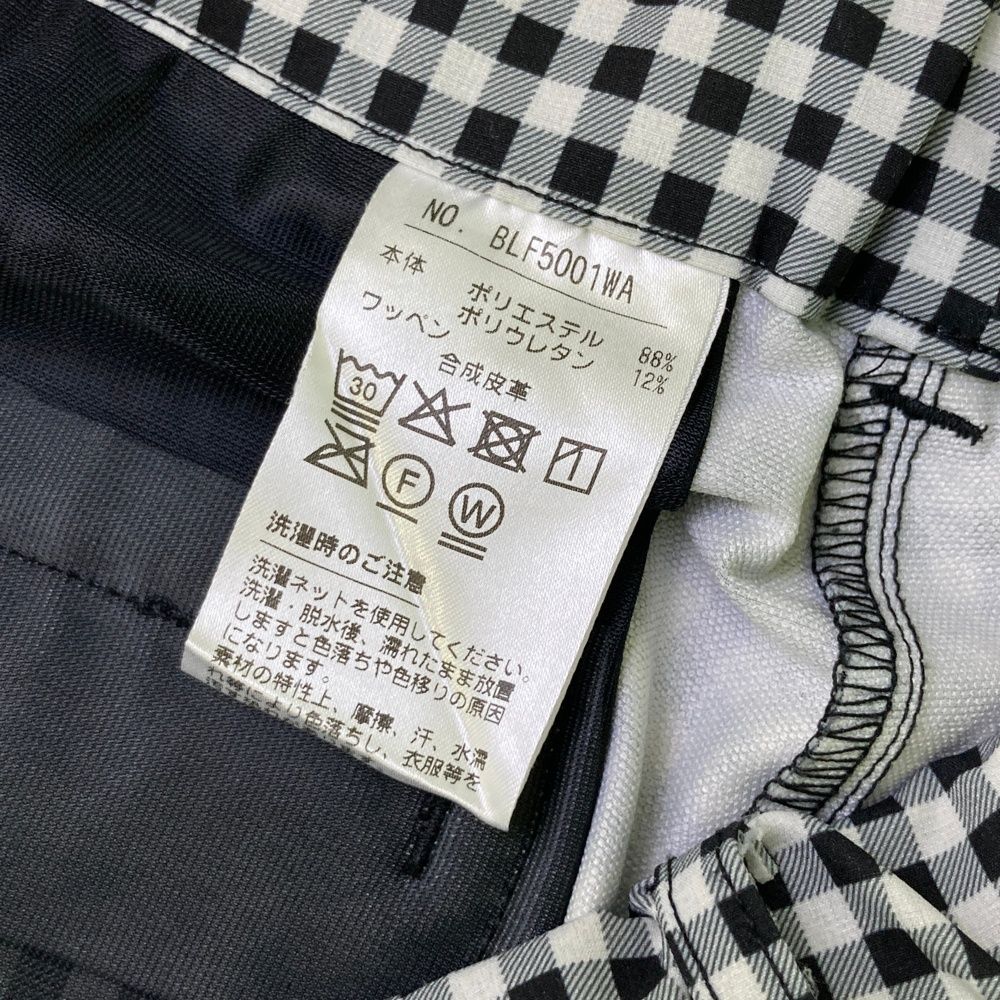 NO. BLF5001WA
本体 ポリエステル 88%
ポリウレタン 12%
ワッペン 合成皮革
30
F W
洗濯時のご注意
洗濯ネットを使用してください。
洗濯・脱水後、濡れたまま放置
しますと色落ちや色移りの原因
になります。
素材の特性上、摩擦、汗、水濡
れ等により色落ちし、衣服等を